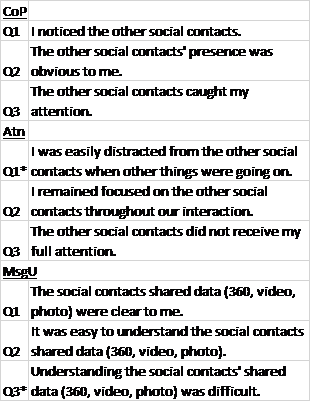 CoP
Q1 I noticed the other social contacts.
The other social contacts' presence was
Q2 obvious to me.
The other social contacts caught my
Q3 attention.
Atn
I was easily distracted from the other social
Q1* contacts when other things were going on.
I remained focused on the other social
Q2 contacts throughout our interaction.
The other social contacts did not receive my
Q3 full attention.
MsgU
The social contacts shared data (360, video,
Q1 photo) were clear to me.
It was easy to understand the social contacts
Q2 shared data (360, video, photo).
Understanding the social contacts' shared
Q3* data (360, video, photo) was difficult.